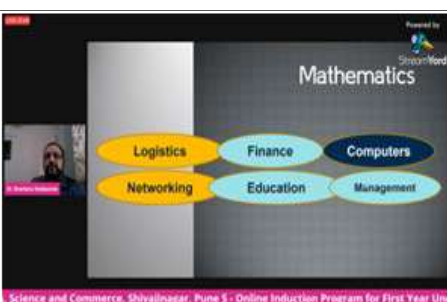 Powered by
StreamYard
Mathematics
Logistics
Finance
Computers
Networking
Education
Management
Science and Commerce, Shivajinagar, Pune 5 - Online Induction Program for First Year